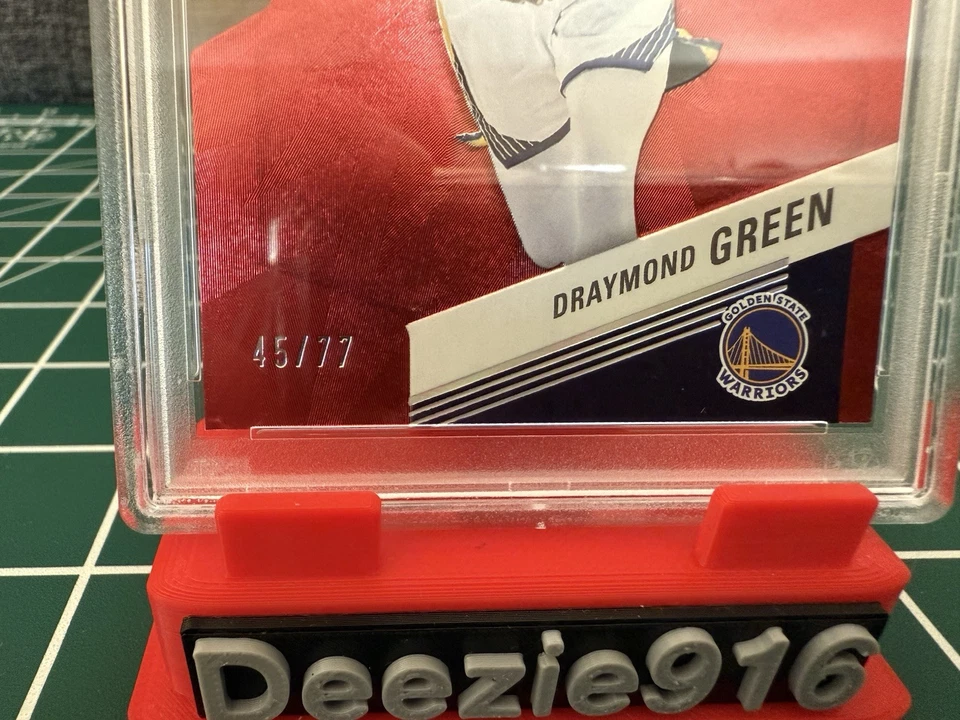 DRAYMOND GREEN
GOLDEN STATE
WARRIORS
45/77
Deezie916